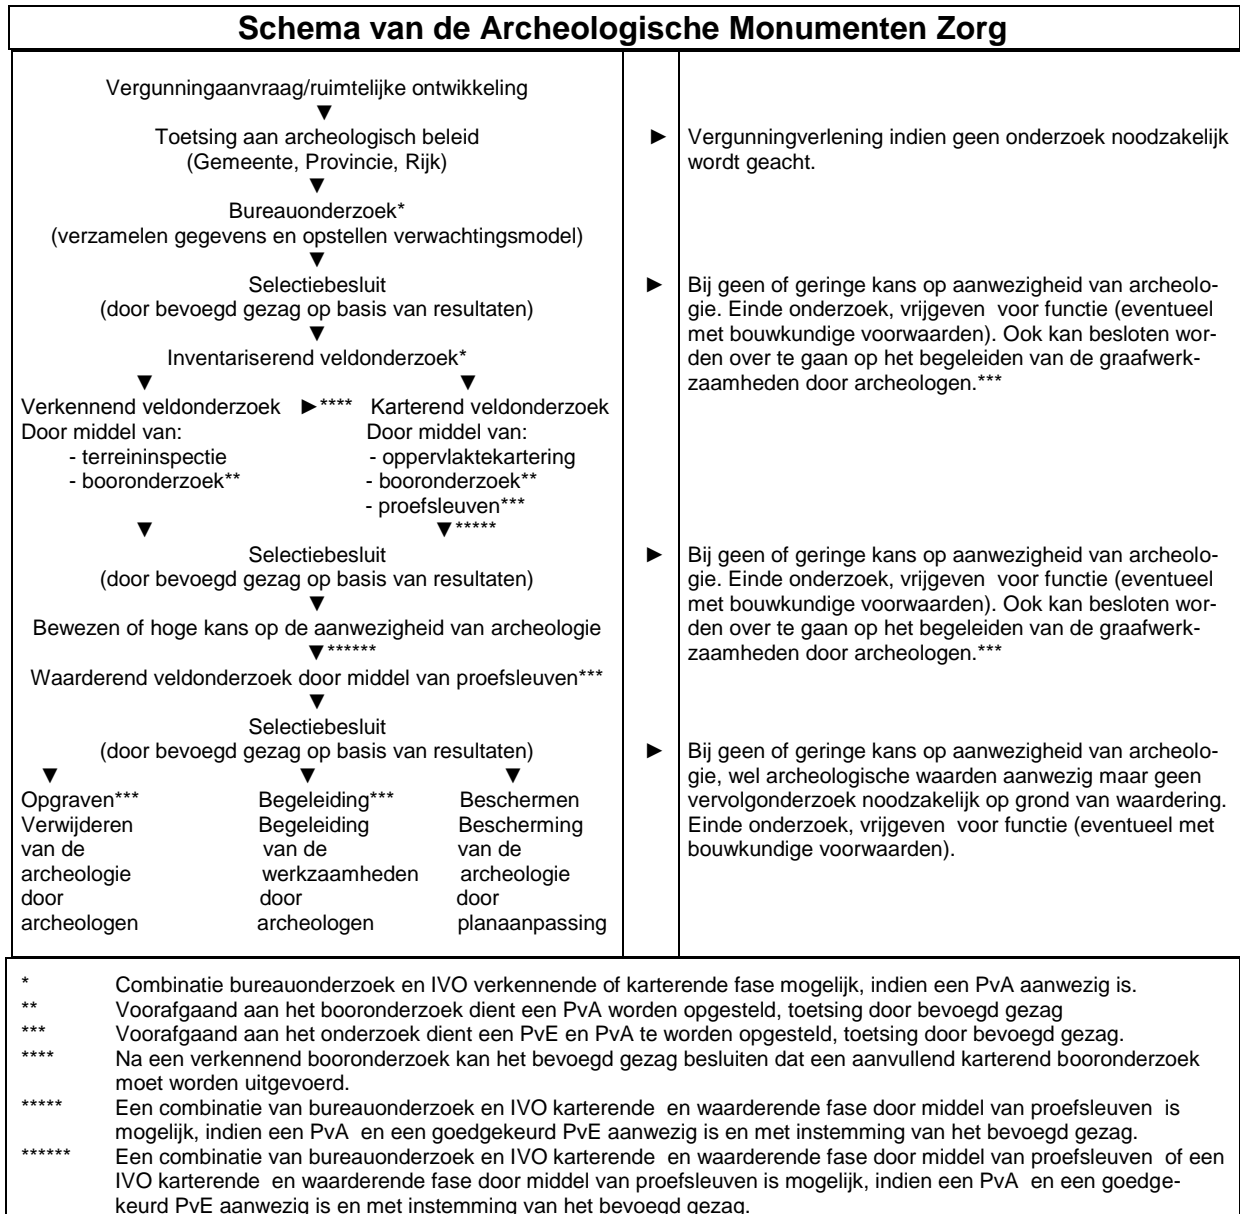 Schema van de Archeologische Monumenten Zorg
Vergunningaanvraag/ruimtelijke ontwikkeling
▼
Toetsing aan archeologisch beleid
(Gemeente, Provincie, Rijk)
► Vergunningverlening indien geen onderzoek noodzakelijk
wordt geacht.
▼
Bureauonderzoek*
(verzamelen gegevens en opstellen verwachtingsmodel)
▼
Selectiebesluit
(door bevoegd gezag op basis van resultaten)
► Bij geen of geringe kans op aanwezigheid van archeolo-
gie. Einde onderzoek, vrijgeven voor functie (eventueel
met bouwkundige voorwaarden). Ook kan besloten wor-
den over te gaan op het begeleiden van de graafwerk-
zaamheden door archeologen.***
▼
Inventariserend veldonderzoek*
▼ ▼
Verkennend veldonderzoek ►**** Karterend veldonderzoek
Door middel van: Door middel van:
- terreininspectie - oppervlaktekartering
- booronderzoek** - booronderzoek**
- proefsleuven***
▼ ▼*****
Selectiebesluit
(door bevoegd gezag op basis van resultaten)
► Bij geen of geringe kans op aanwezigheid van archeolo-
gie. Einde onderzoek, vrijgeven voor functie (eventueel
met bouwkundige voorwaarden). Ook kan besloten wor-
den over te gaan op het begeleiden van de graafwerk-
zaamheden door archeologen.***
▼
Bewezen of hoge kans op de aanwezigheid van archeologie
▼******
Waarderend veldonderzoek door middel van proefsleuven***
▼
Selectiebesluit
(door bevoegd gezag op basis van resultaten)
► Bij geen of geringe kans op aanwezigheid van archeolo-
gie, wel archeologische waarden aanwezig maar geen
vervolgonderzoek noodzakelijk op grond van waardering.
Einde onderzoek, vrijgeven voor functie (eventueel met
bouwkundige voorwaarden).
▼ ▼ ▼
Opgraven*** Begeleiding*** Beschermen
Verwijderen Begeleiding Bescherming
van de van de van de
archeologie werkzaamheden archeologie
door door door
archeologen archeologen planaanpassing
* Combinatie bureauonderzoek en IVO verkennende of karterende fase mogelijk, indien een PvA aanwezig is.
** Voorafgaand aan het booronderzoek dient een PvA worden opgesteld, toetsing door bevoegd gezag
*** Voorafgaand aan het onderzoek dient een PvE en PvA te worden opgesteld, toetsing door bevoegd gezag.
**** Na een verkennend booronderzoek kan het bevoegd gezag besluiten dat een aanvullend karterend booronderzoek
moet worden uitgevoerd.
***** Een combinatie van bureauonderzoek en IVO karterende en waarderende fase door middel van proefsleuven is
mogelijk, indien een PvA en een goedgekeurd PvE aanwezig is en met instemming van het bevoegd gezag.
****** Een combinatie van bureauonderzoek en IVO karterende en waarderende fase door middel van proefsleuven of een
IVO karterende en waarderende fase door middel van proefsleuven is mogelijk, indien een PvA en een goedge-
keurd PvE aanwezig is en met instemming van het bevoegd gezag.